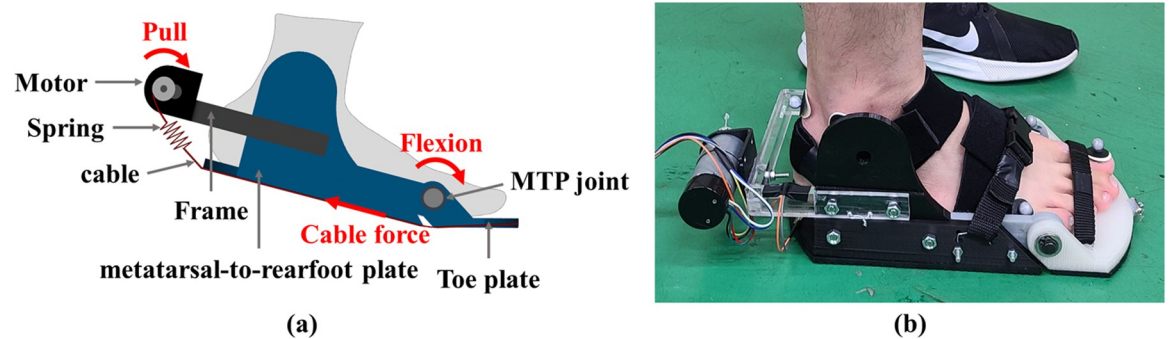 Pull
Motor
Spring
cable
Frame
Flexion
MTP joint
Cable force
metatarsal-to-rearfoot plate
Toe plate
(a)
(b)